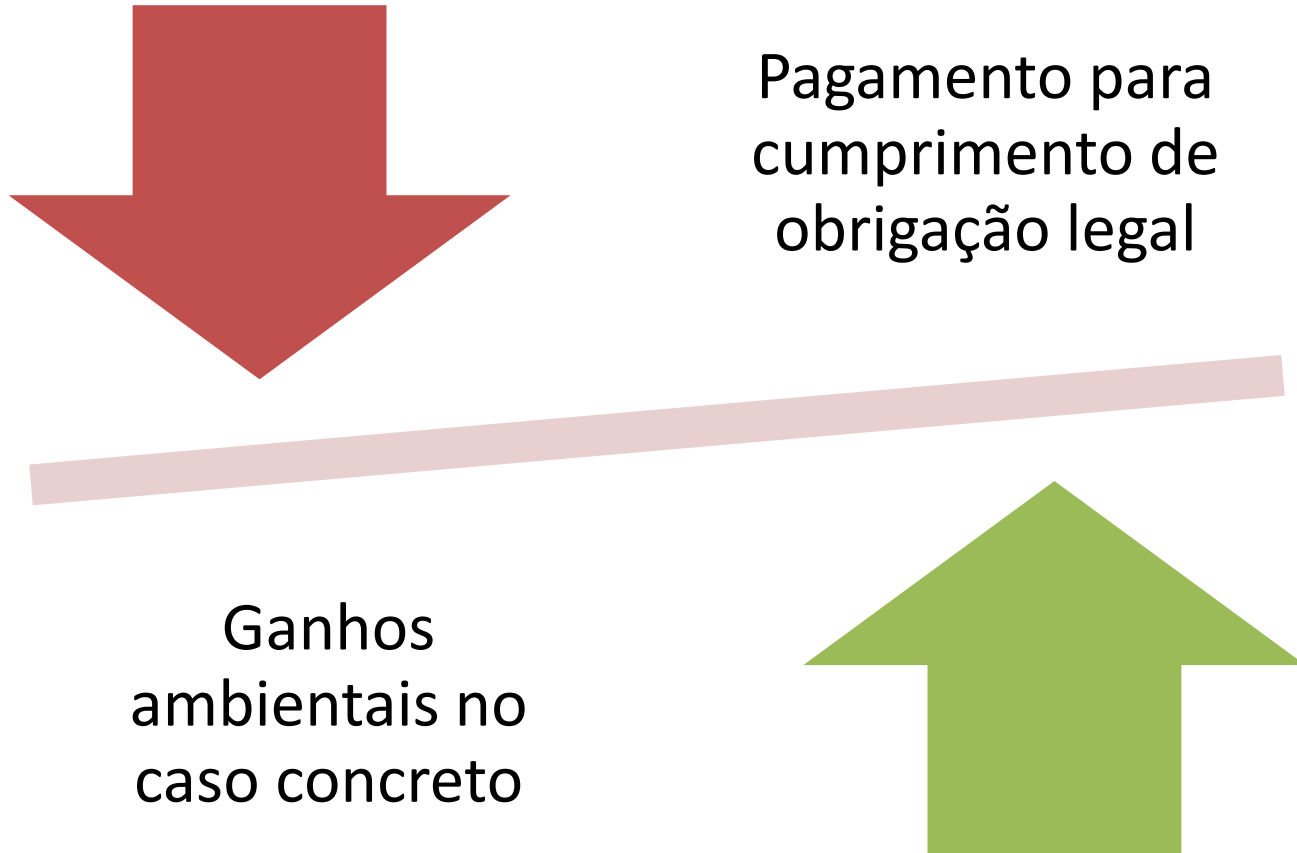 Pagamento para
cumprimento de
obrigação legal
Ganhos
ambientais no
caso concreto